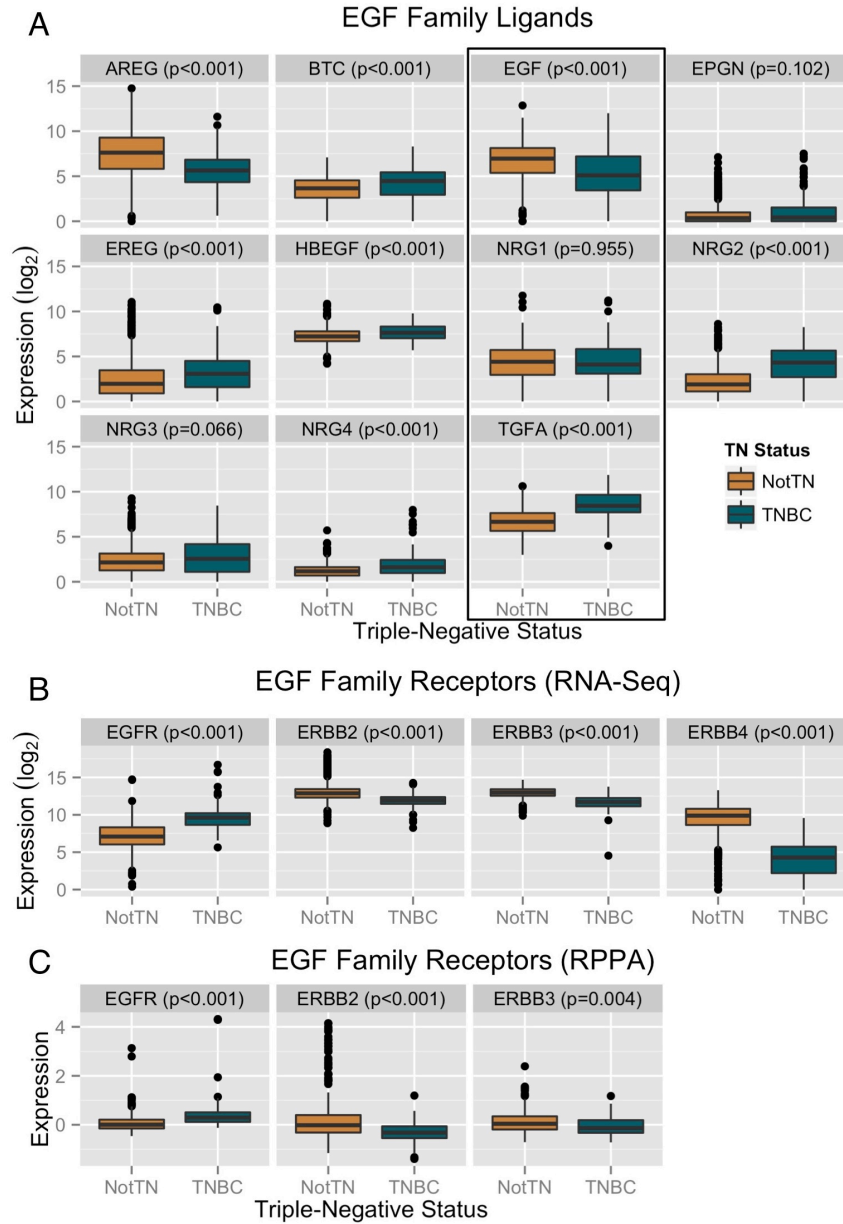 A
EGF Family Ligands
AREG (p<0.001) BTC (p<0.001) EGF (p<0.001) EPGN (p=0.102)
15
10
5
0
EREG (p<0.001) HBEGF (p<0.001) NRG1 (p=0.955) NRG2 (p<0.001)
15
10
5
0
NRG3 (p=0.066) NRG4 (p<0.001) TGFA (p<0.001)
15
10
5
0
Expression (log2)
TN Status
NotTN
TNBC
NotTN TNBC NotTN TNBC NotTN TNBC
Triple-Negative Status
B
EGF Family Receptors (RNA-Seq)
EGFR (p<0.001) ERBB2 (p<0.001) ERBB3 (p<0.001) ERBB4 (p<0.001)
15
10
5
0
Expression (log2)
NotTN TNBC NotTN TNBC NotTN TNBC NotTN TNBC
C
EGF Family Receptors (RPPA)
EGFR (p<0.001) ERBB2 (p<0.001) ERBB3 (p=0.004)
4
2
0
Expression
NotTN TNBC NotTN TNBC NotTN TNBC
Triple-Negative Status